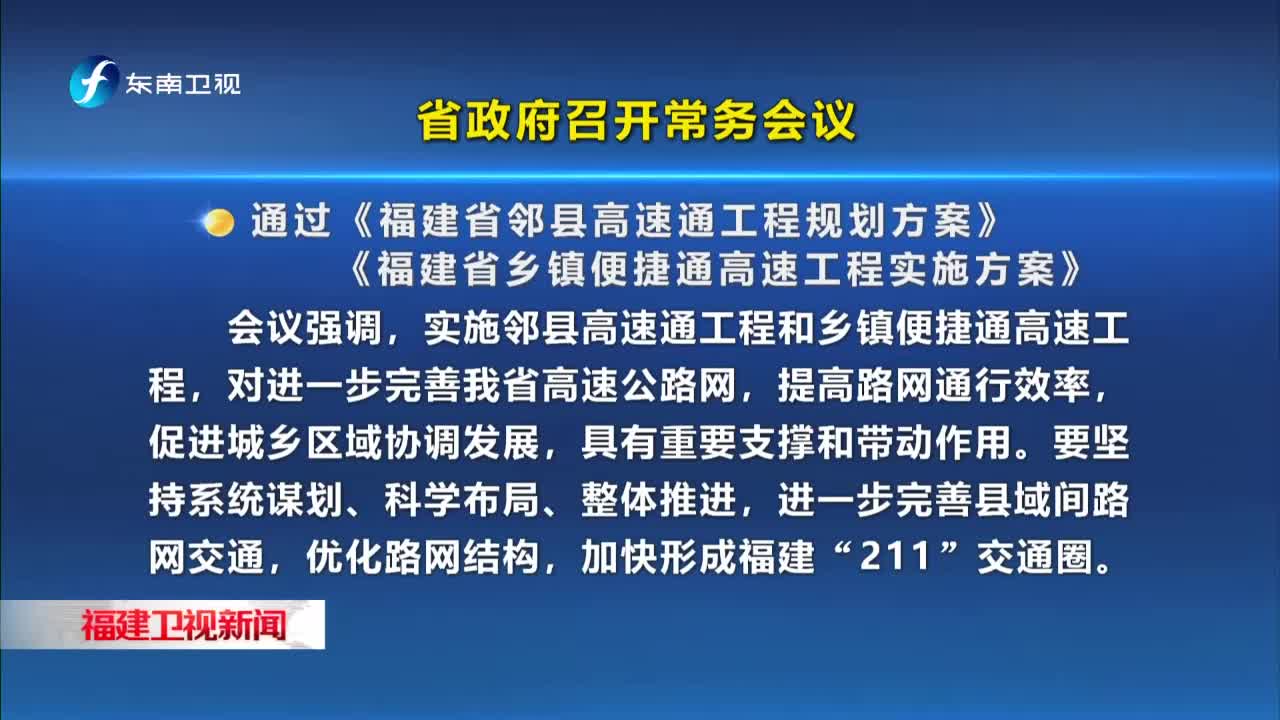 东南卫视
省政府召开常务会议
通过《福建省邻县高速通工程规划方案》
《福建省乡镇便捷通高速工程实施方案》
会议强调，实施邻县高速通工程和乡镇便捷通高速工
程，对进一步完善我省高速公路网，提高路网通行效率，
促进城乡区域协调发展，具有重要支撑和带动作用。要坚
持系统谋划、科学布局、整体推进，进一步完善县域间路
网交通，优化路网结构，加快形成福建“211”交通圈。
福建卫视新闻